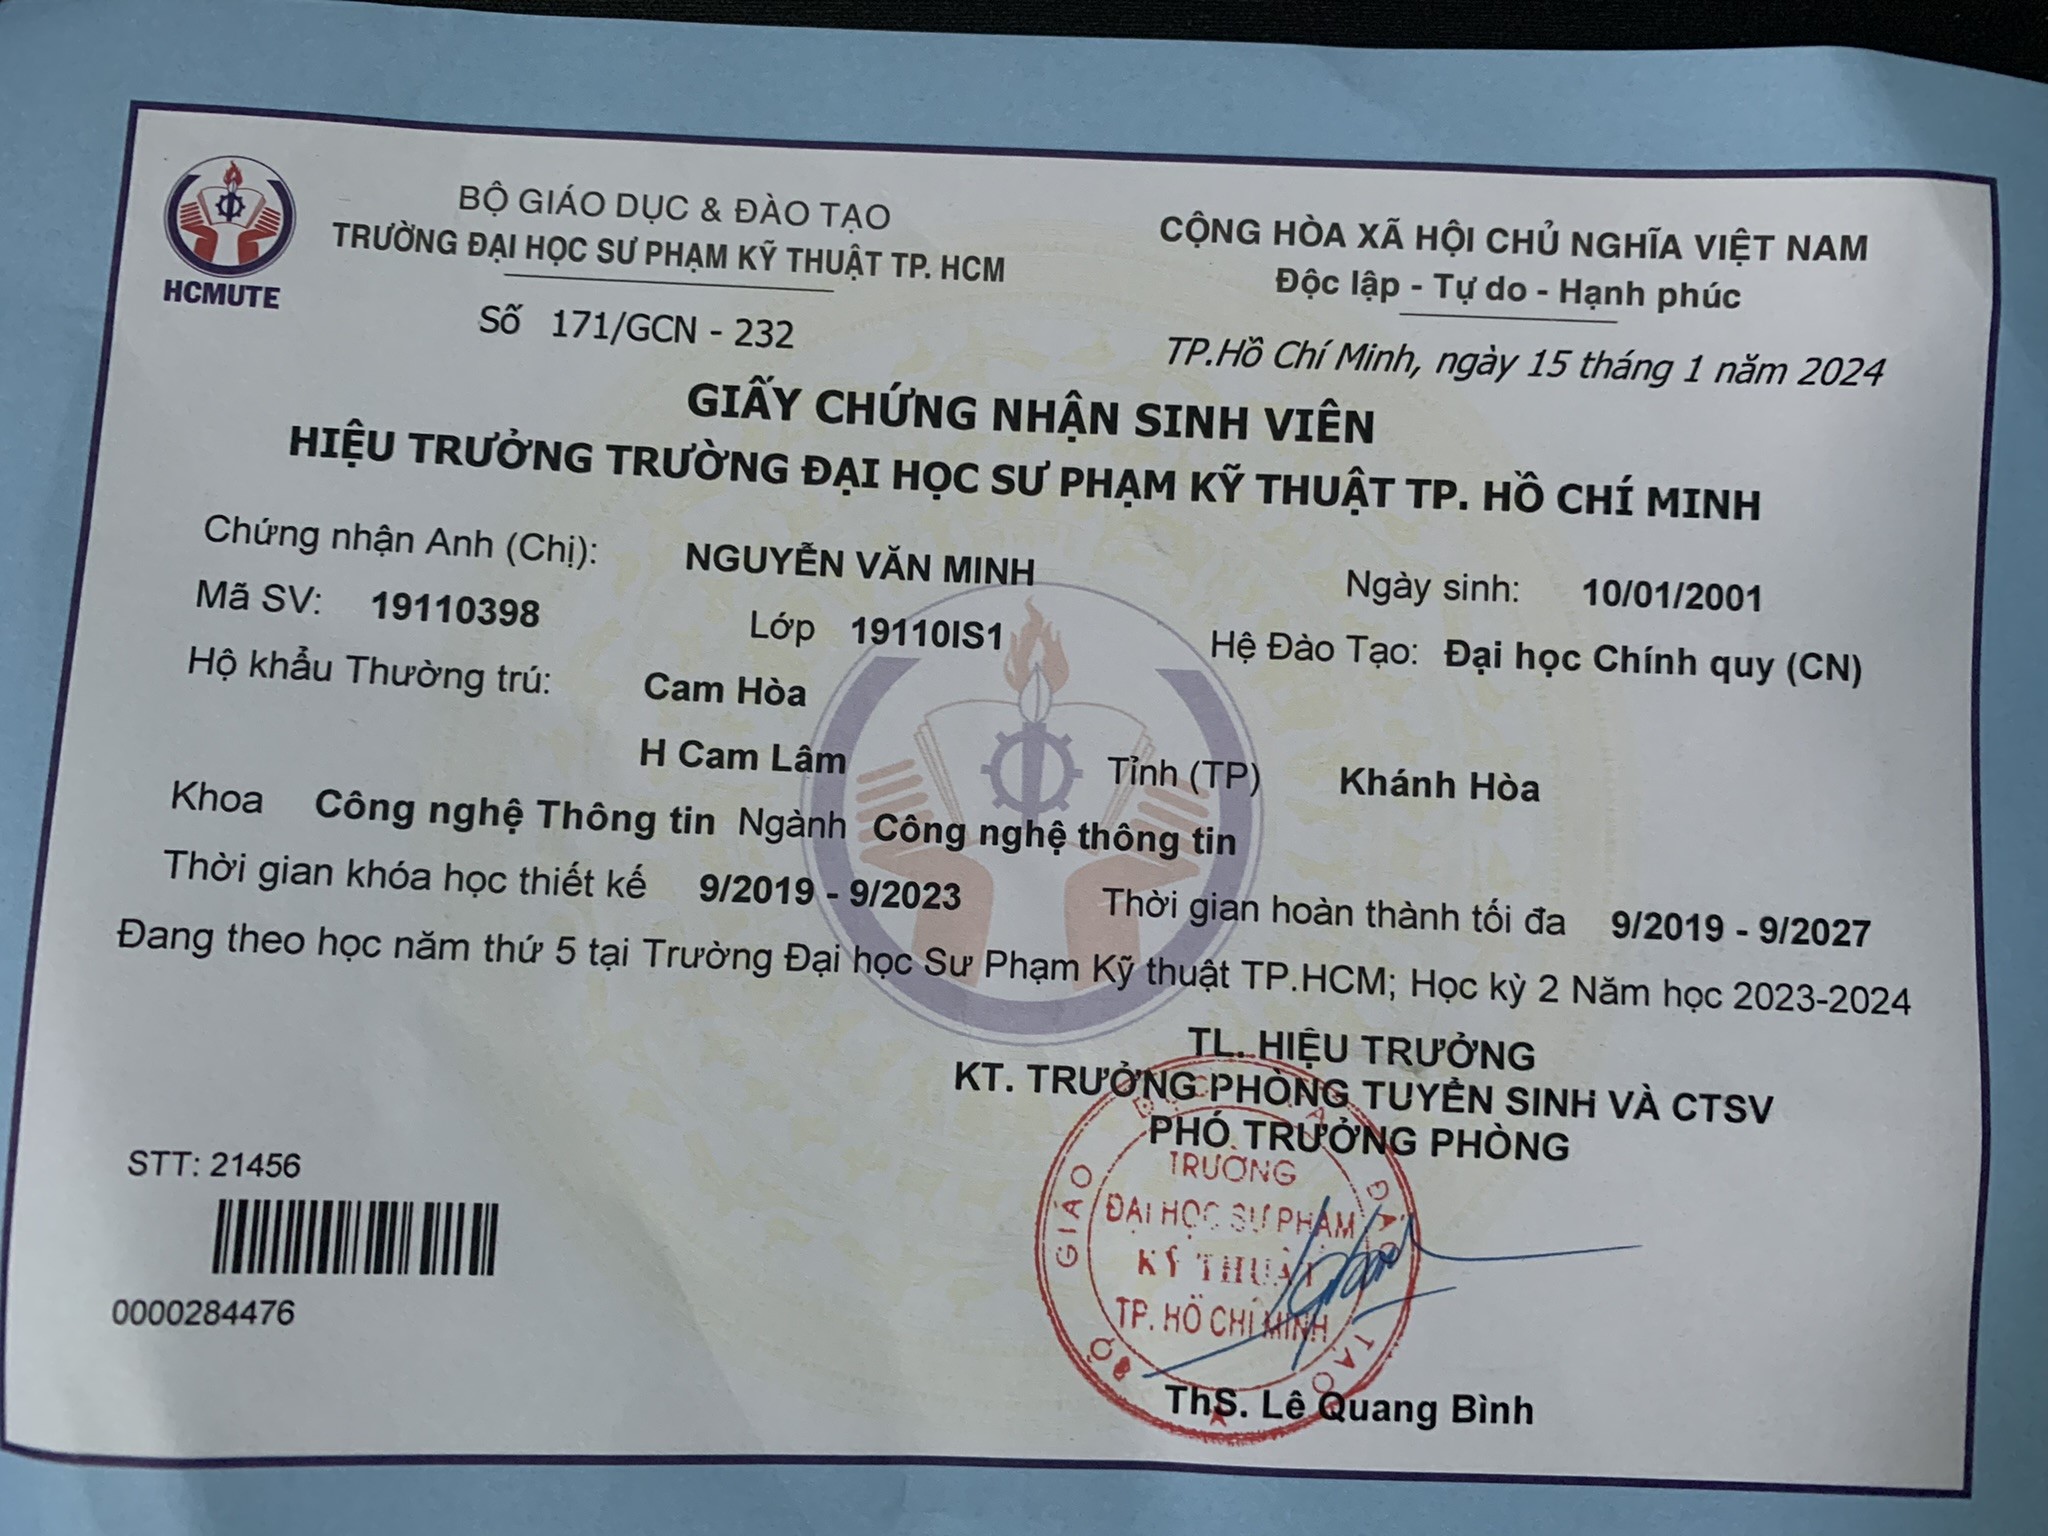 HCMUTE
BỘ GIÁO DỤC & ĐÀO TẠO
TRƯỜNG ĐẠI HỌC SƯ PHẠM KỸ THUẬT TP. HCM
Số 171/GCN - 232
CỘNG HÒA XÃ HỘI CHỦ NGHĨA VIỆT NAM
Độc lập - Tự do - Hạnh phúc
TP.Hồ Chí Minh, ngày 15 tháng 1 năm 2024
GIẤY CHỨNG NHẬN SINH VIÊN
HIỆU TRƯỞNG TRƯỜNG ĐẠI HỌC SƯ PHẠM KỸ THUẬT TP. HỒ CHÍ MINH
Chứng nhận Anh (Chị): NGUYỄN VĂN MINH Ngày sinh: 10/01/2001
Mã SV: 19110398 Lớp 19110IS1 Hệ Đào Tạo: Đại học Chính quy (CN)
Hộ khẩu Thường trú: Cam Hòa
H Cam Lâm Tỉnh (TP) Khánh Hòa
Khoa Công nghệ Thông tin Ngành Công nghệ thông tin
Thời gian khóa học thiết kế 9/2019 - 9/2023 Thời gian hoàn thành tối đa 9/2019 - 9/2027
Đang theo học năm thứ 5 tại Trường Đại học Sư Phạm Kỹ thuật TP.HCM; Học kỳ 2 Năm học 2023-2024
TL. HIỆU TRƯỞNG
KT. TRƯỞNG PHÒNG TUYỂN SINH VÀ CTSV
PHÓ TRƯỞNG PHÒNG
BỘ GIÁO DỤC VÀ ĐÀO TẠO
TRƯỜNG
ĐẠI HỌC SƯ PHẠM
KỸ THUẬT
TP. HỒ CHÍ MINH
ThS. Lê Quang Bình
STT: 21456
0000284476